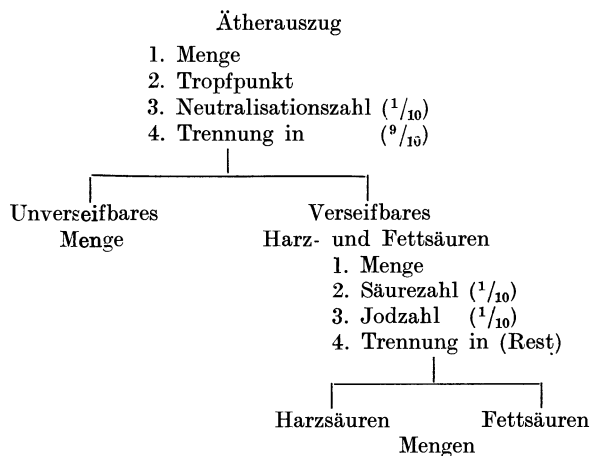 Ätherauszug
1. Menge
2. Tropfpunkt
3. Neutralisationszahl (1/10)
4. Trennung in (9/10)
Unverseifbares
Menge
Verseifbares
Harz- und Fettsäuren
1. Menge
2. Säurezahl (1/10)
3. Jodzahl (1/10)
4. Trennung in (Rest)
Harzsäuren Fettsäuren
Mengen